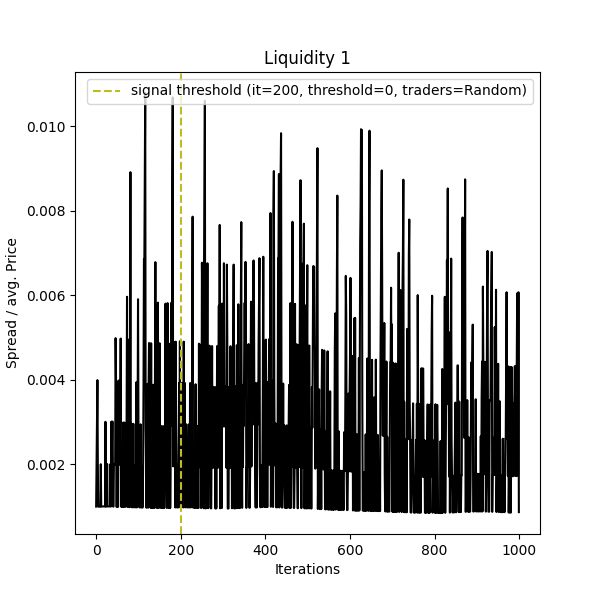 Liquidity 1
signal threshold (it=200, threshold=0, traders=Random)
0.010
0.008
0.006
0.004
0.002
Spread / avg. Price
0 200 400 600 800 1000
Iterations